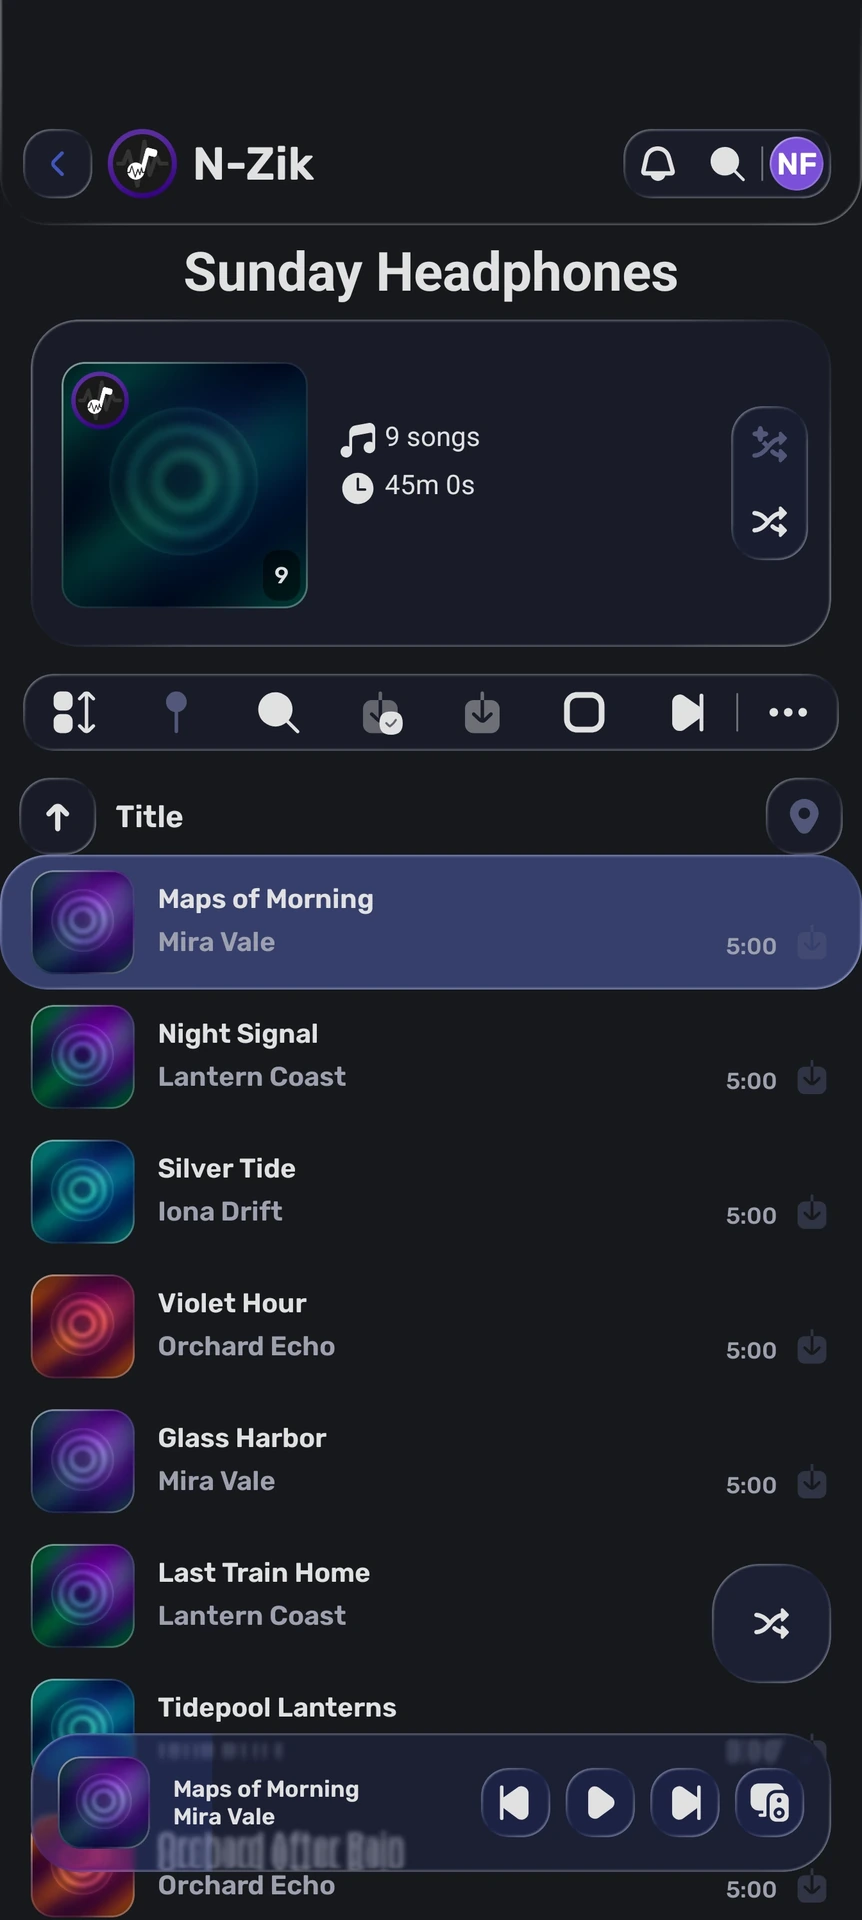 N-Zik
NF
Sunday Headphones
9 songs
45m 0s
9
Title
Maps of Morning
Mira Vale
5:00
Night Signal
Lantern Coast
5:00
Silver Tide
Iona Drift
5:00
Violet Hour
Orchard Echo
5:00
Glass Harbor
Mira Vale
5:00
Last Train Home
Lantern Coast
Tidepool Lanterns
Maps of Morning
Mira Vale
Orchard After Rain
Orchard Echo
5:00